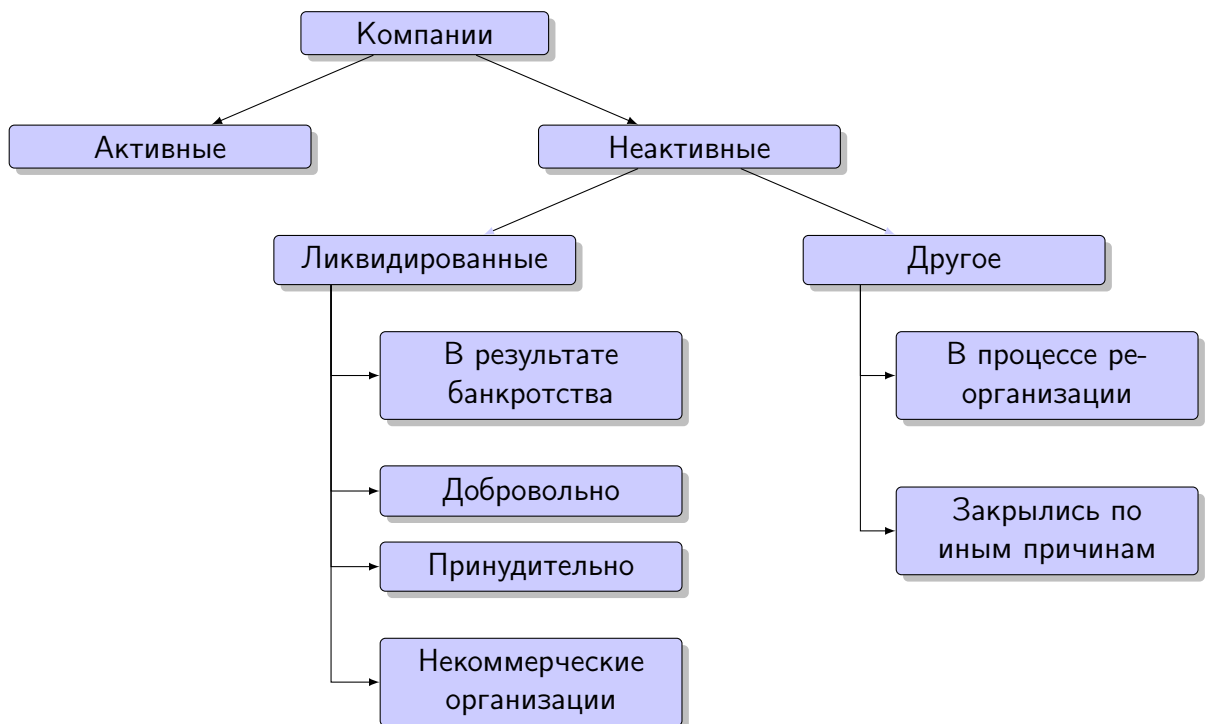 Компании
Активные
Неактивные
Ликвидированные
Другое
В результате
банкротства
Добровольно
Принудительно
Некоммерческие
организации
В процессе ре-
организации
Закрылись по
иным причинам